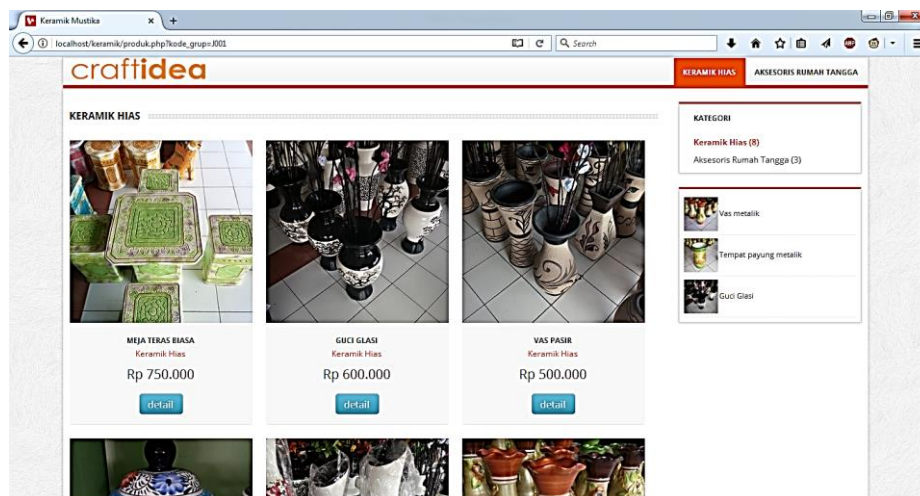 Keramik Mustika
localhost/keramik/produk.php?kode_grup=J001
Search
craftidea
KERAMIK HIAS
AKSESORIS RUMAH TANGGA
KERAMIK HIAS
MEJA TERAS BIASA
Keramik Hias
Rp 750.000
detail
GUCI GLASI
Keramik Hias
Rp 600.000
detail
VAS PASIR
Keramik Hias
Rp 500.000
detail
KATEGORI
Keramik Hias (8)
Aksesoris Rumah Tangga (3)
Vas metalik
Tempat payung metalik
Guci Glasi